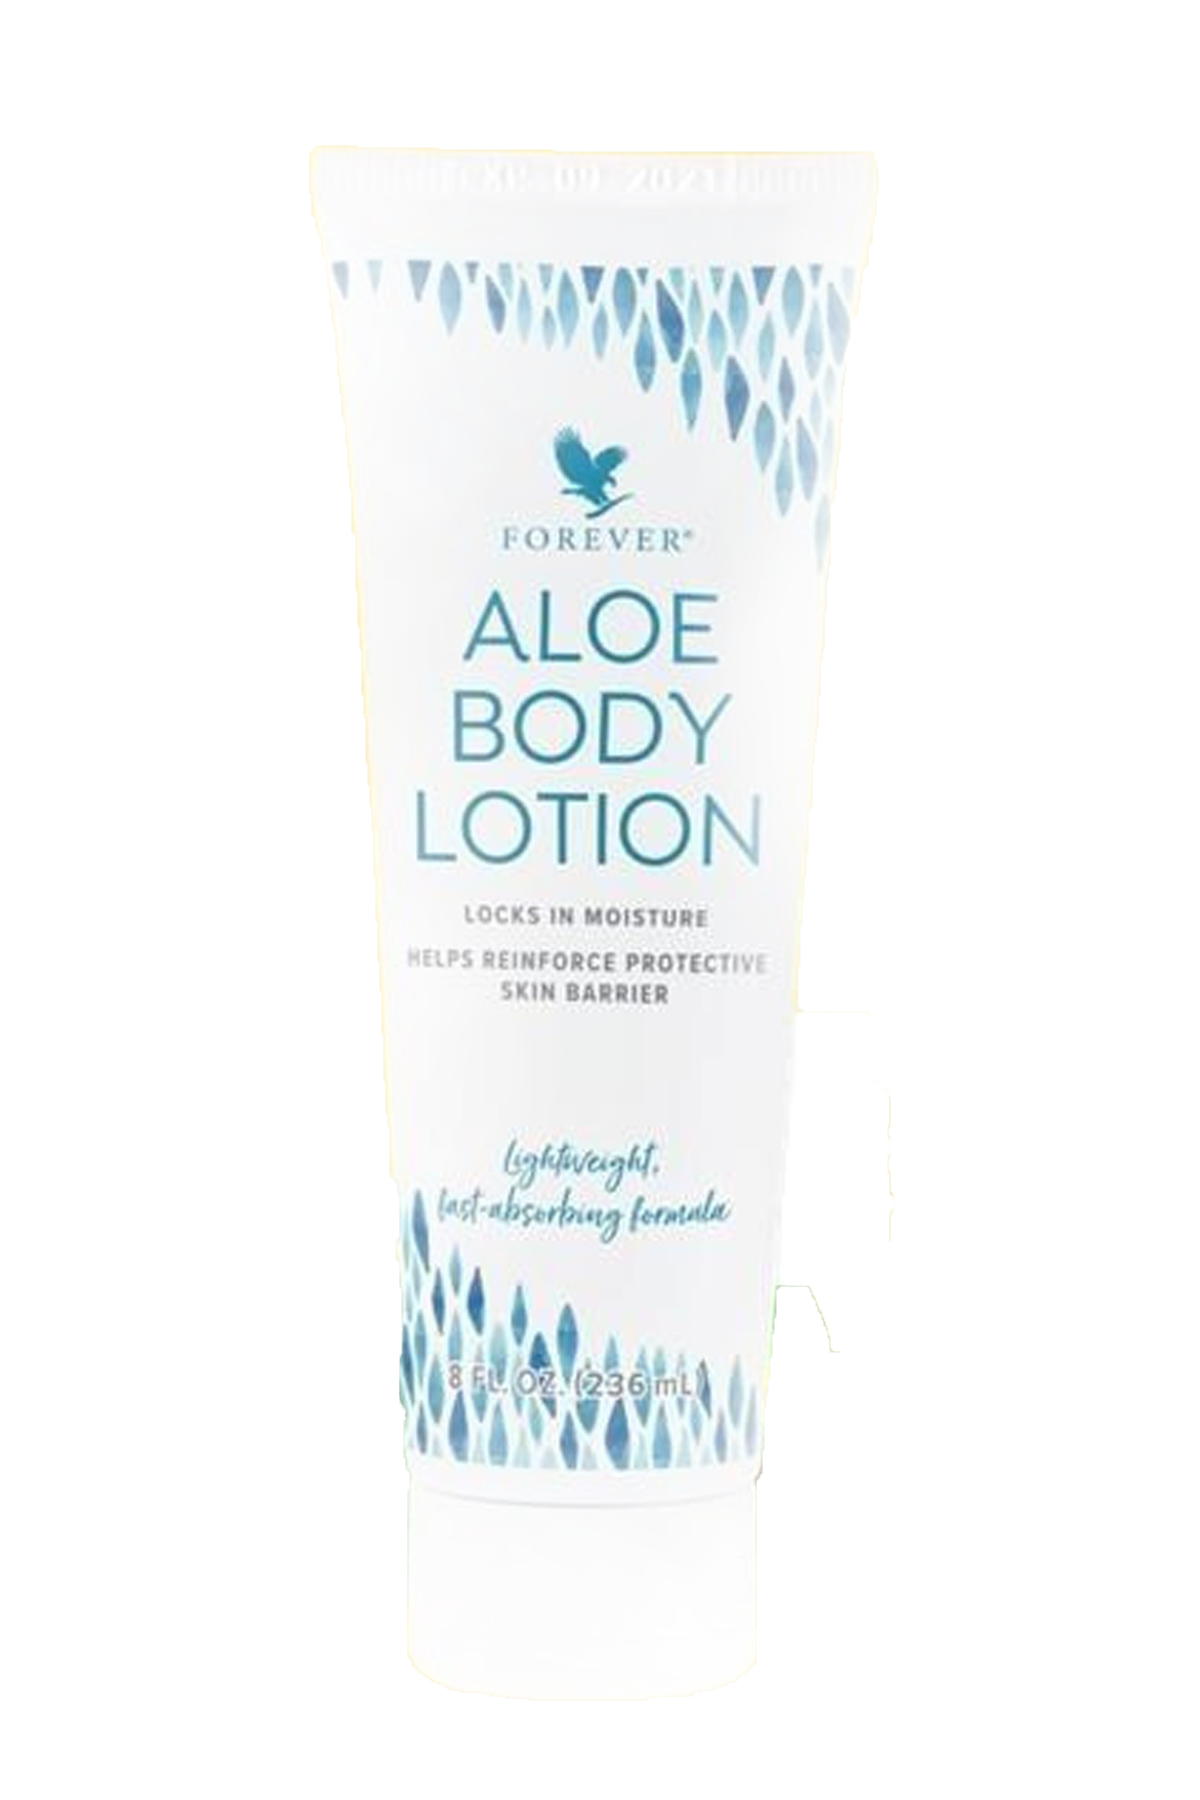 FOREVER®
ALOE
BODY
LOTION
LOCKS IN MOISTURE
HELPS REINFORCE PROTECTIVE
SKIN BARRIER
Lightweight,
fast-absorbing formula
8 FL. OZ. (236 mL)